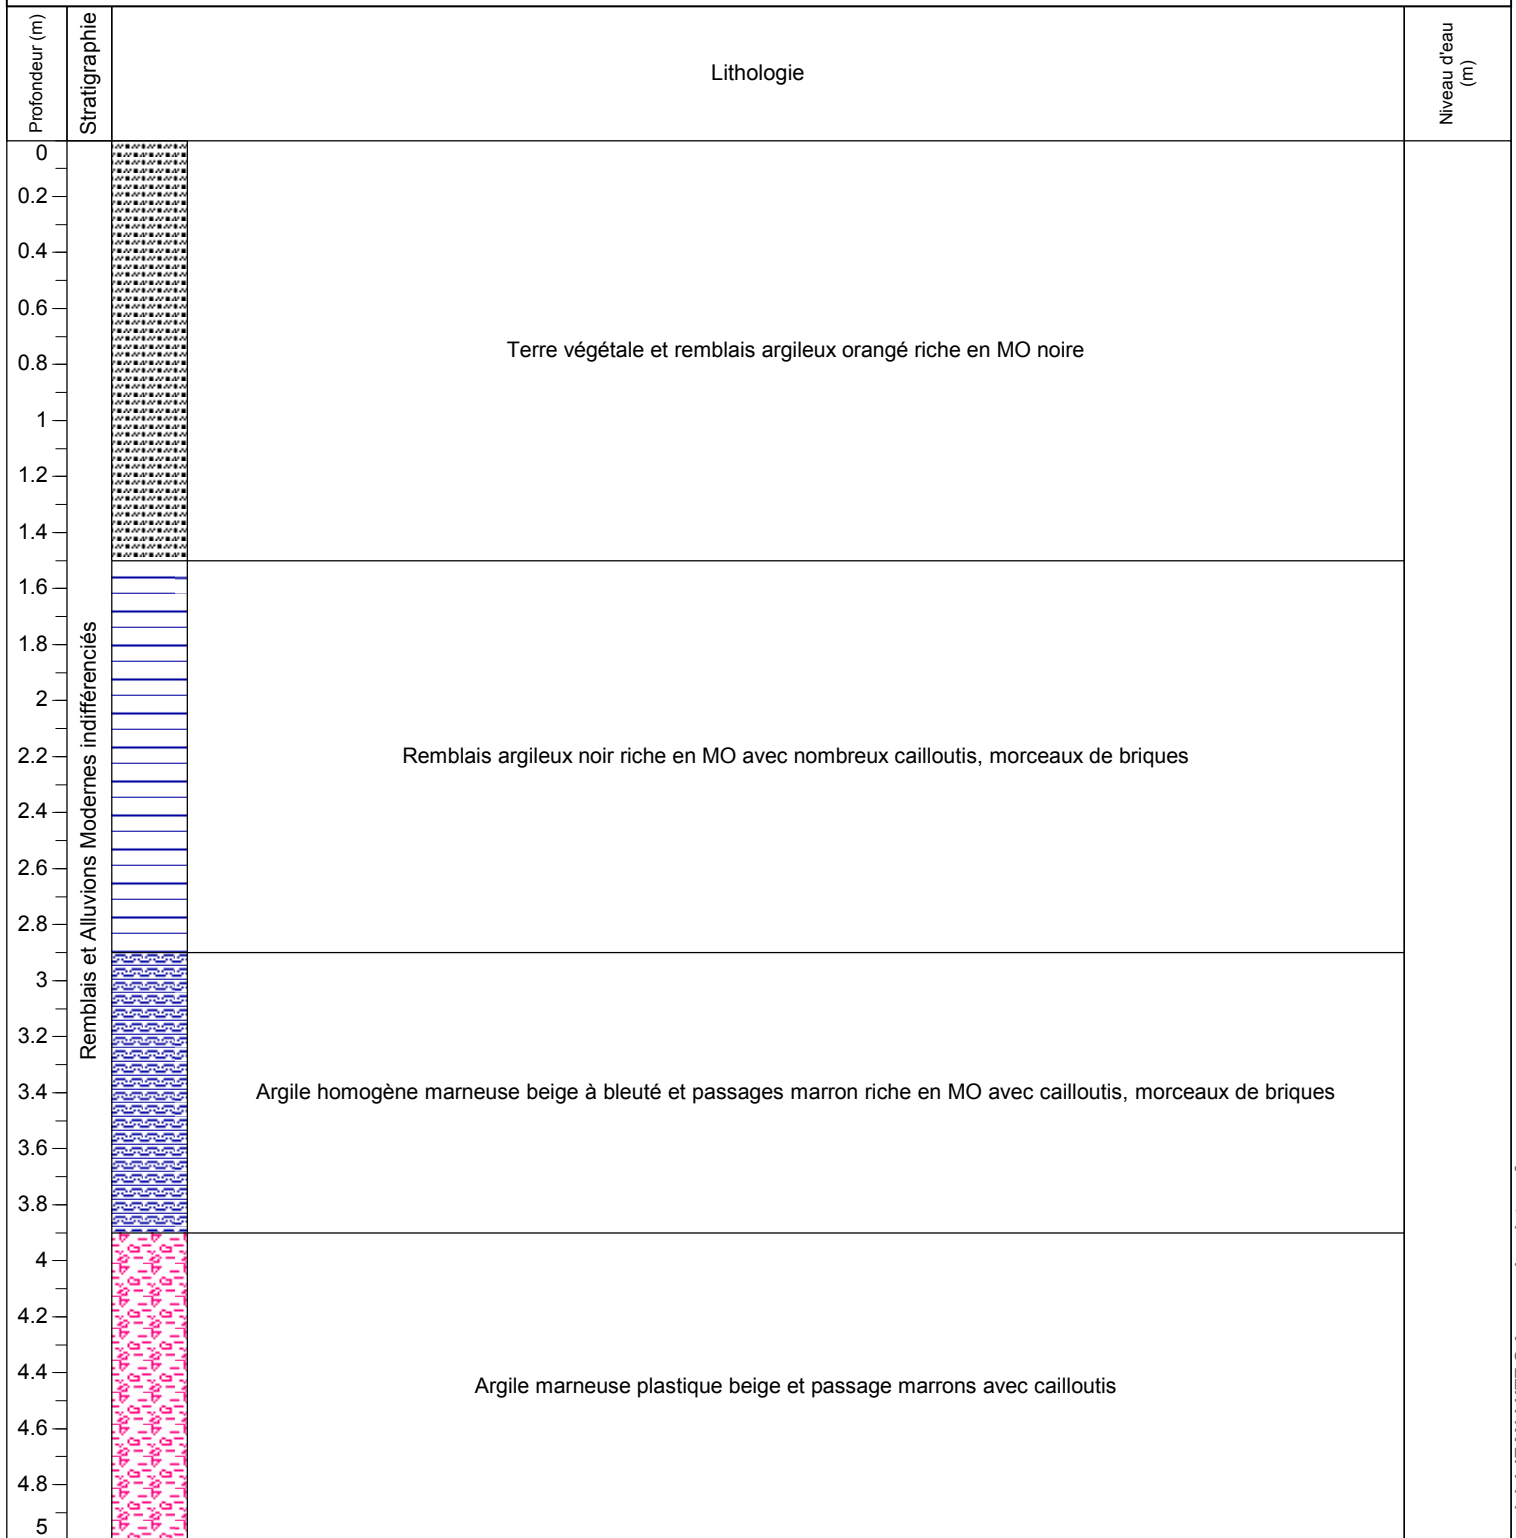 Profondeur (m)
Stratigraphie
Lithologie
Niveau d'eau
(m)
0
0.2
0.4
0.6
0.8
1
1.2
1.4
1.6
1.8
2
2.2
2.4
2.6
2.8
3
3.2
3.4
3.6
3.8
4
4.2
4.4
4.6
4.8
5
Remblais et Alluvions Modernes indifférenciés
Terre végétale et remblais argileux orangé riche en MO noire
Remblais argileux noir riche en MO avec nombreux cailloutis, morceaux de briques
Argile homogène marneuse beige à bleuté et passages marron riche en MO avec cailloutis, morceaux de briques
Argile marneuse plastique beige et passage marrons avec cailloutis